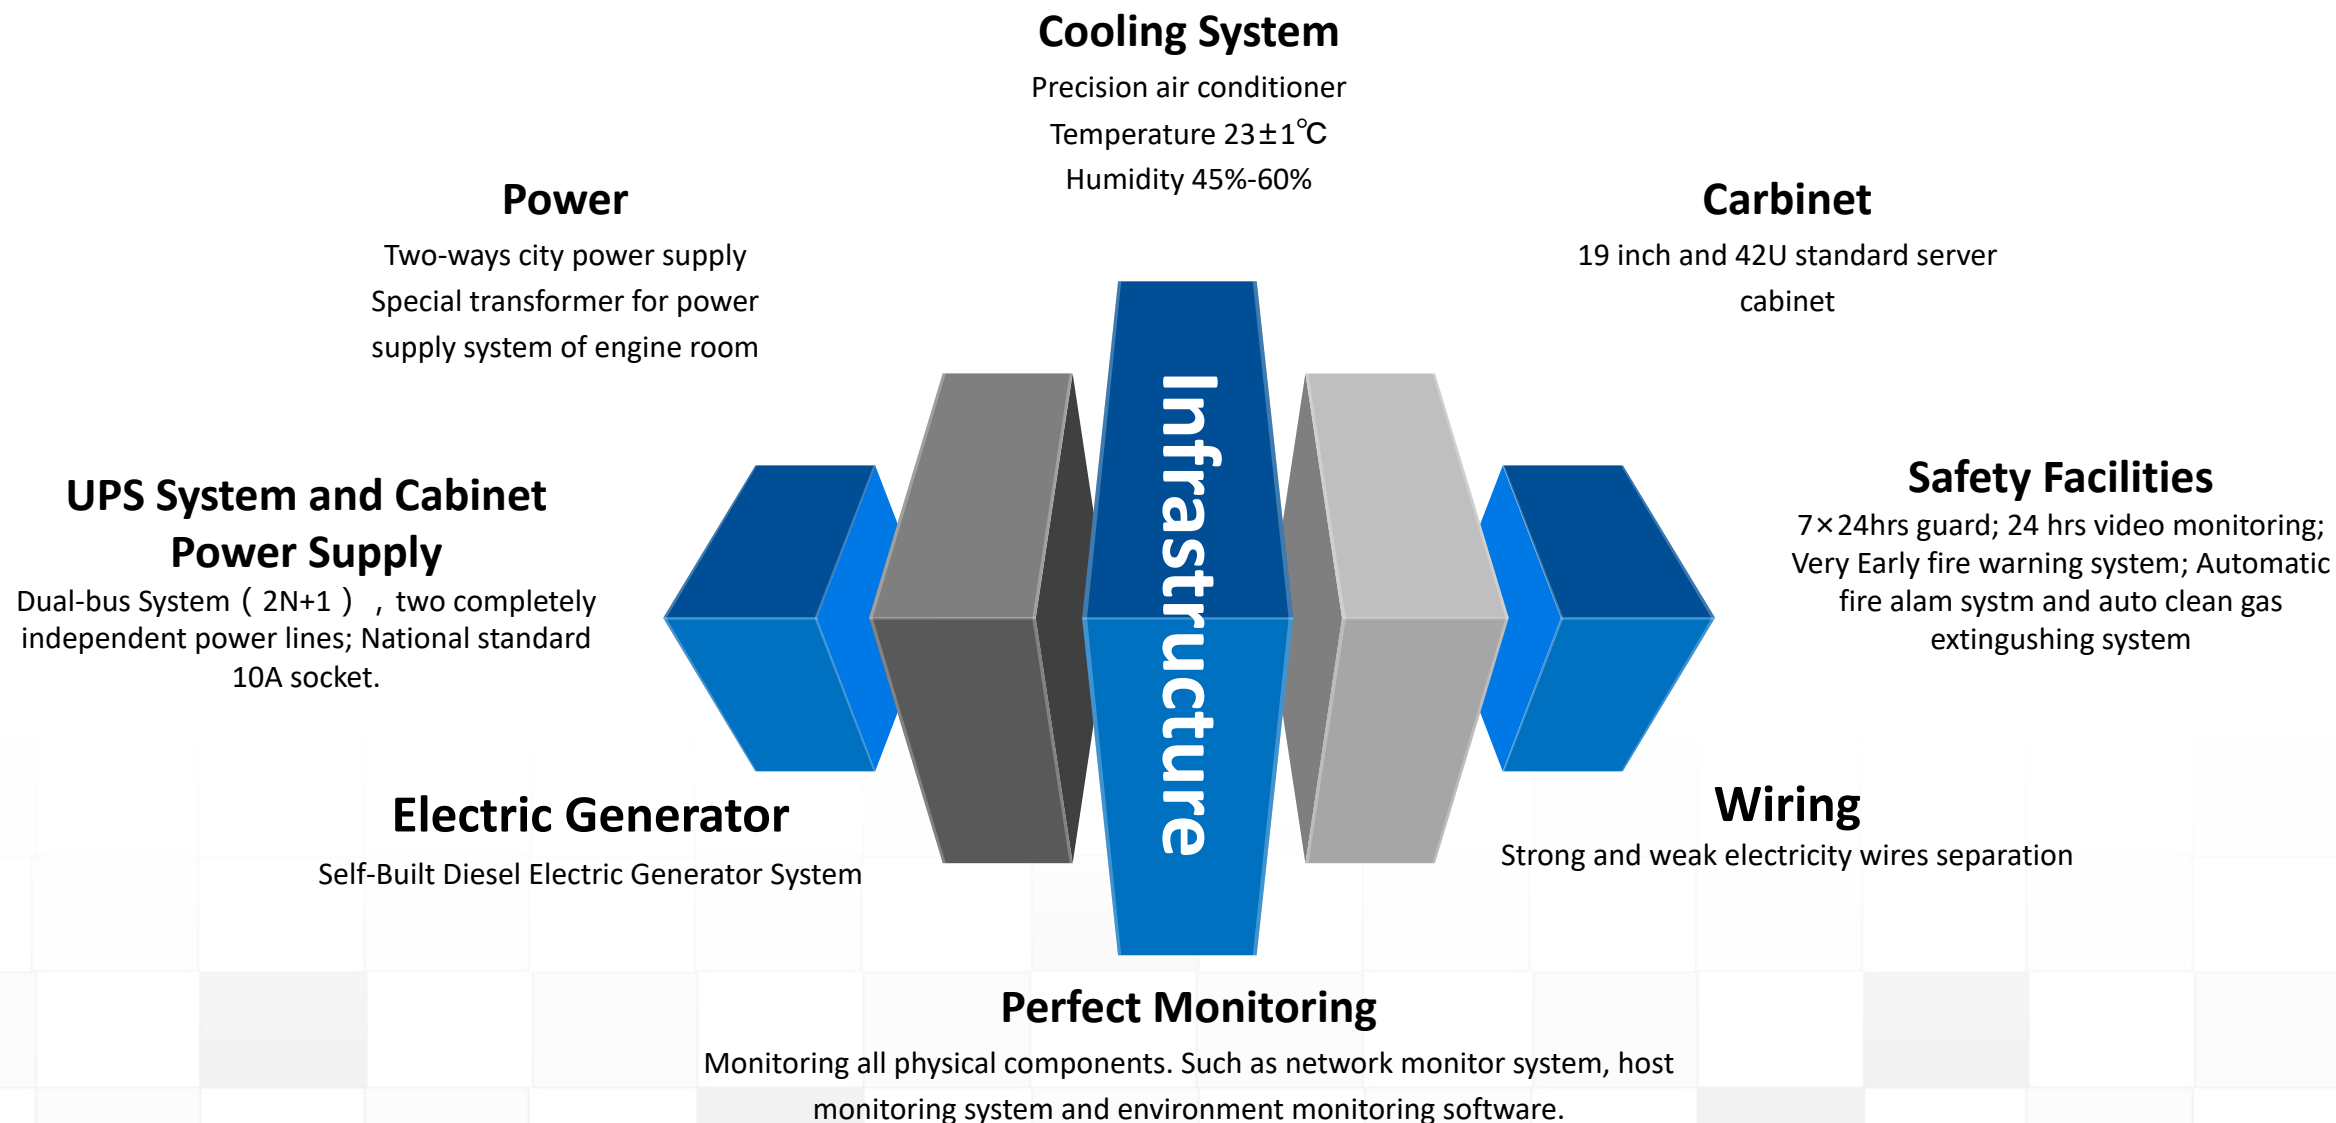 Cooling System
Precision air conditioner
Temperature 23±1℃
Humidity 45%-60%
Power
Two-ways city power supply
Special transformer for power
supply system of engine room
Carbinet
19 inch and 42U standard server
cabinet
UPS System and Cabinet
Power Supply
Dual-bus System（2N+1），two completely
independent power lines; National standard
10A socket.
Infrastructure
Safety Facilities
7×24hrs guard; 24 hrs video monitoring;
Very Early fire warning system; Automatic
fire alam systm and auto clean gas
extingushing system
Electric Generator
Self-Built Diesel Electric Generator System
Wiring
Strong and weak electricity wires separation
Perfect Monitoring
Monitoring all physical components. Such as network monitor system, host
monitoring system and environment monitoring software.